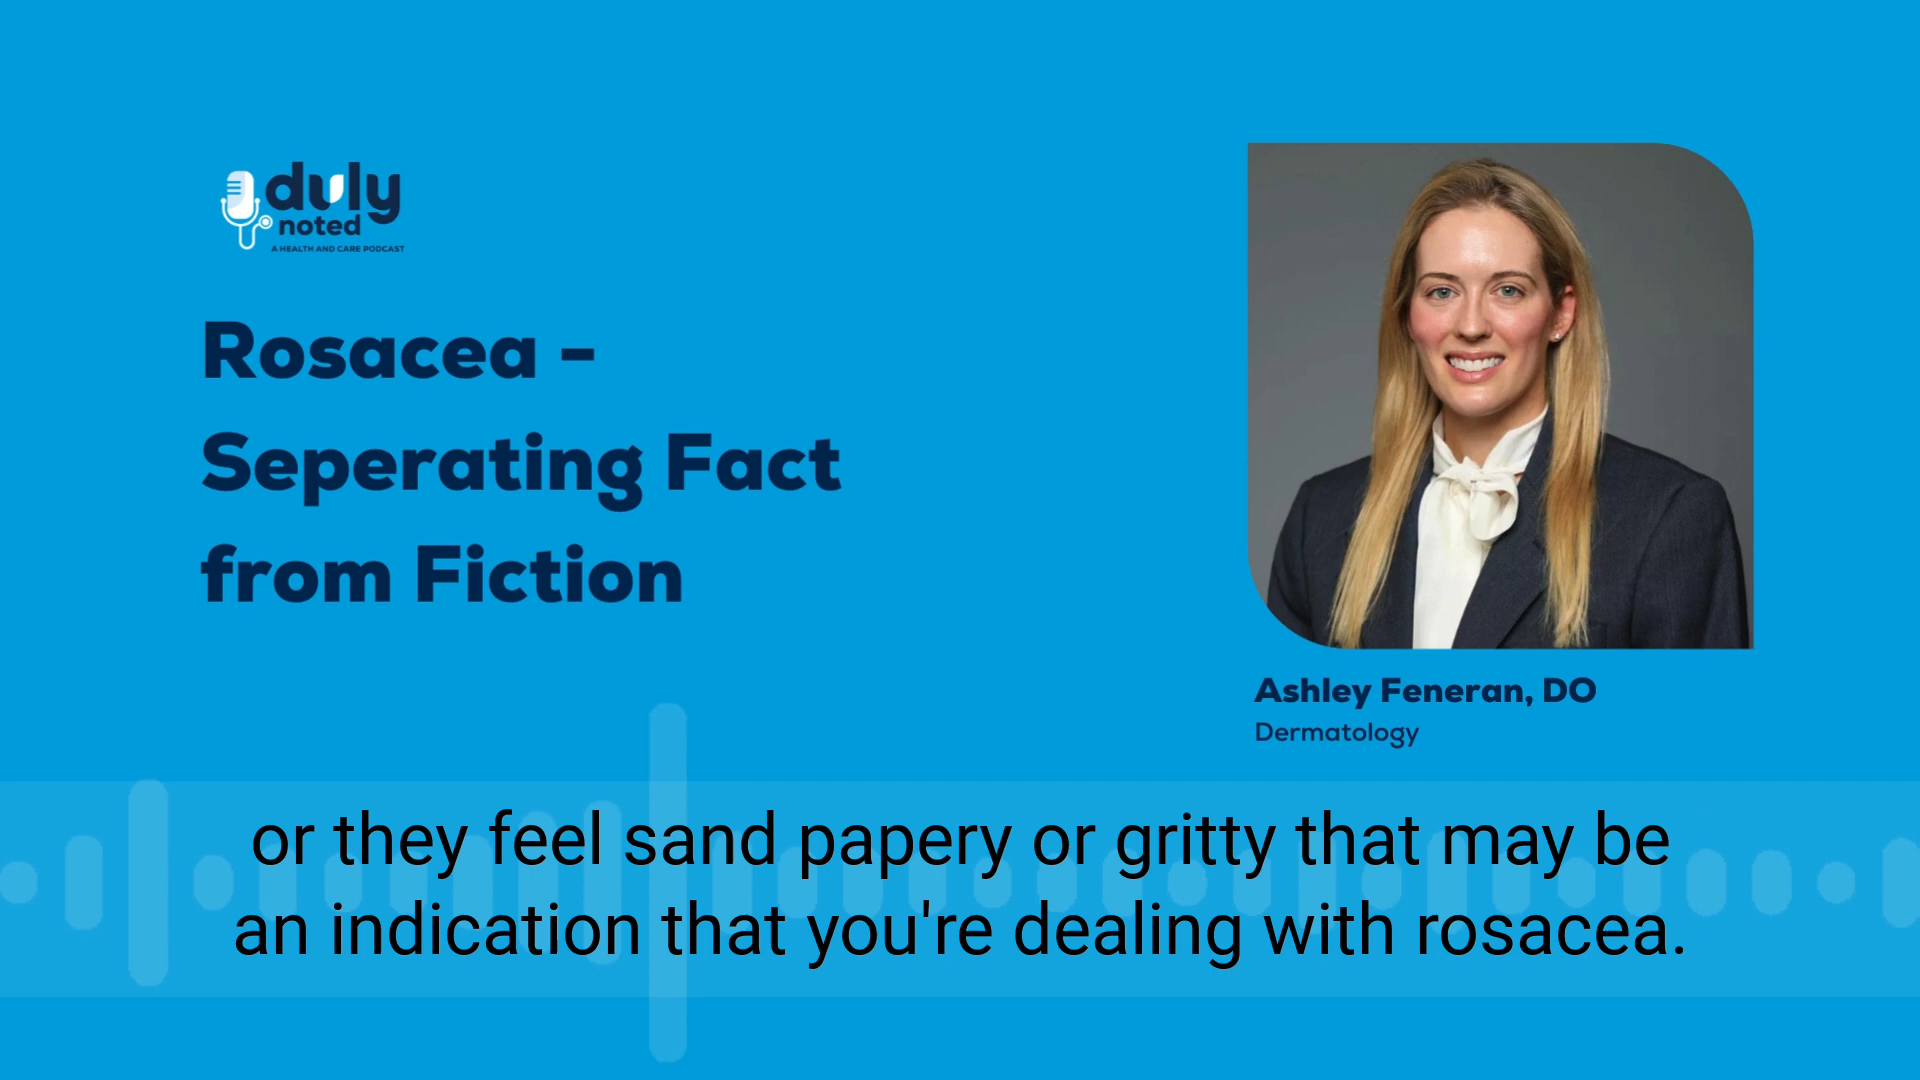 duly
noted
A HEALTH AND CARE PODCAST
Rosacea -
Seperating Fact
from Fiction
Ashley Feneran, DO
Dermatology
or they feel sand papery or gritty that may be
an indication that you're dealing with rosacea.